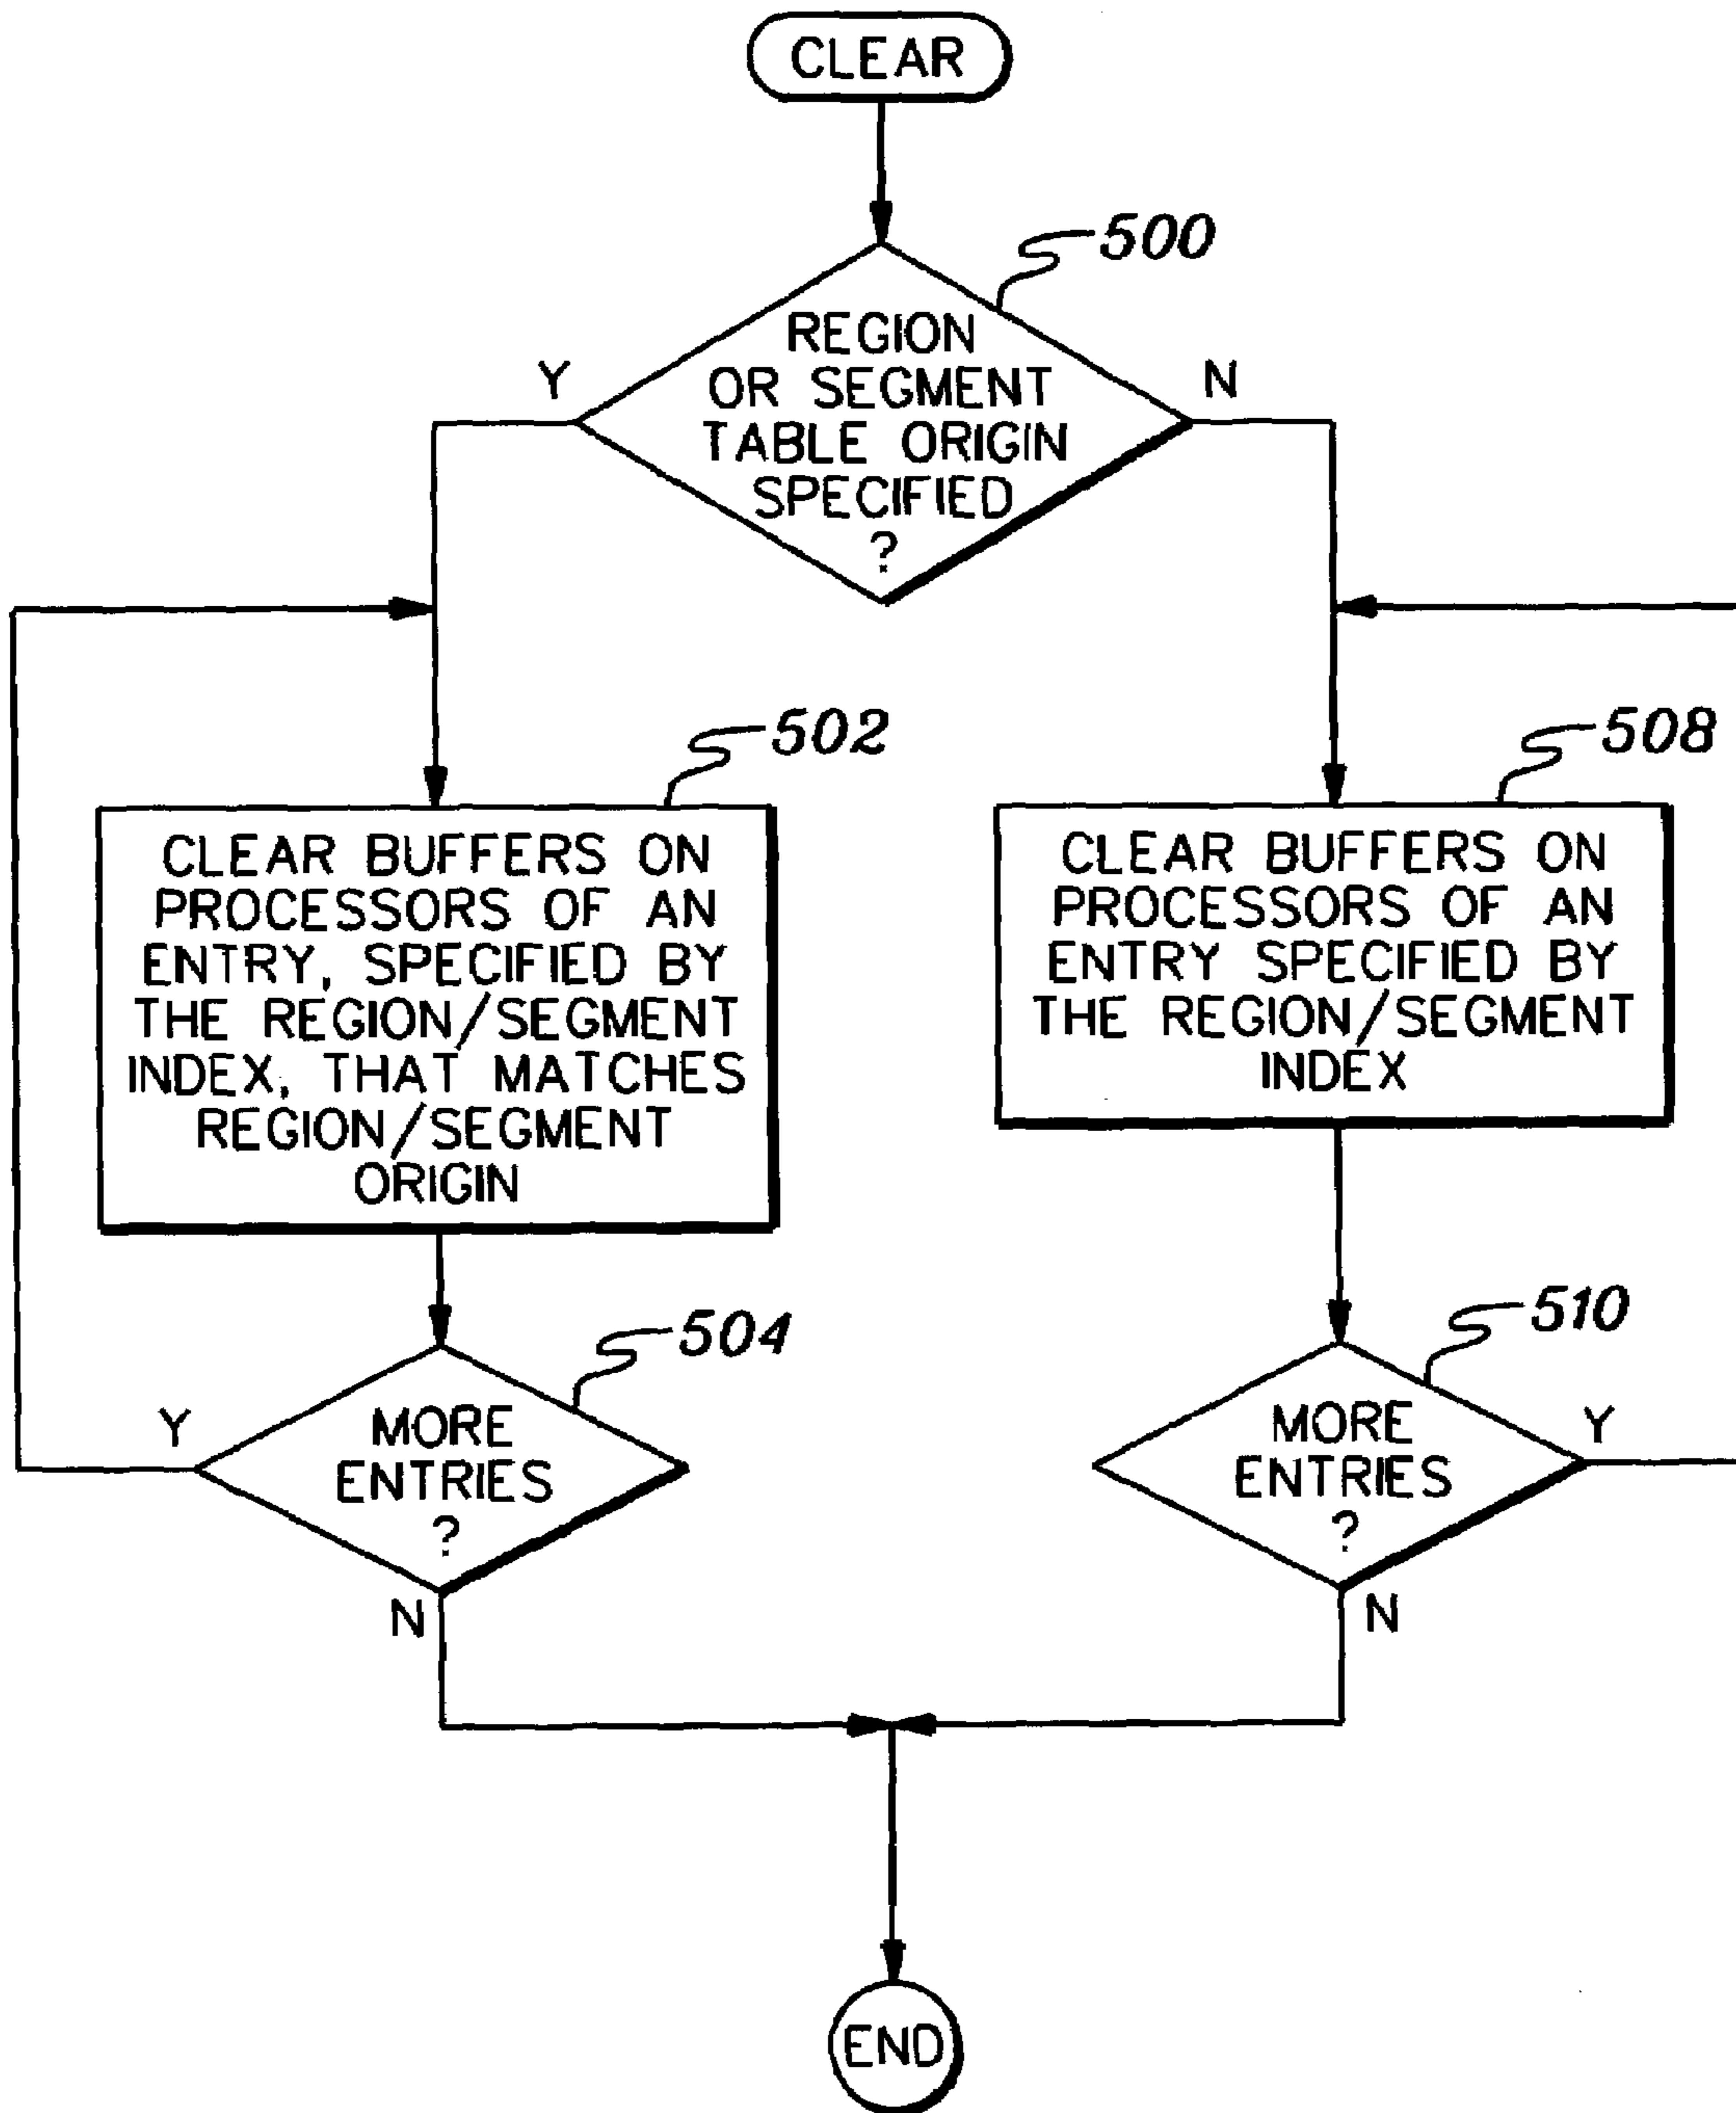 CLEAR
500
REGION
OR SEGMENT
TABLE ORIGIN
SPECIFIED
?
Y
N
502
CLEAR BUFFERS ON
PROCESSORS OF AN
ENTRY, SPECIFIED BY
THE REGION/SEGMENT
INDEX, THAT MATCHES
REGION/SEGMENT
ORIGIN
508
CLEAR BUFFERS ON
PROCESSORS OF AN
ENTRY SPECIFIED BY
THE REGION/SEGMENT
INDEX
504
MORE
ENTRIES
?
Y
N
510
MORE
ENTRIES
?
Y
N
END